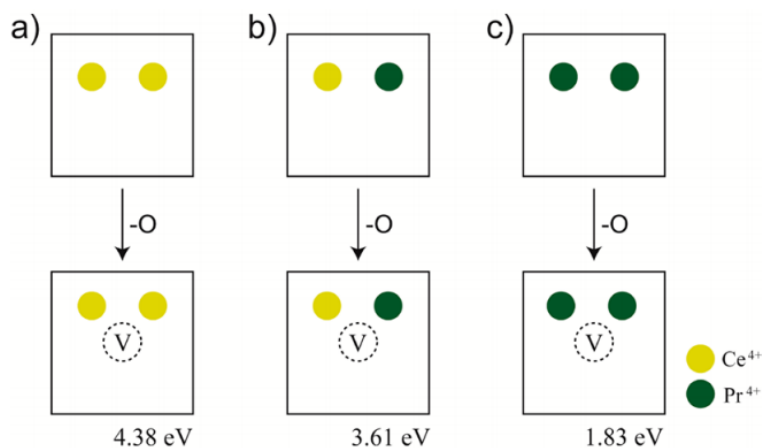 a)
b)
c)
-O
-O
-O
V
V
V
Ce⁴⁺
Pr⁴⁺
4.38 eV
3.61 eV
1.83 eV